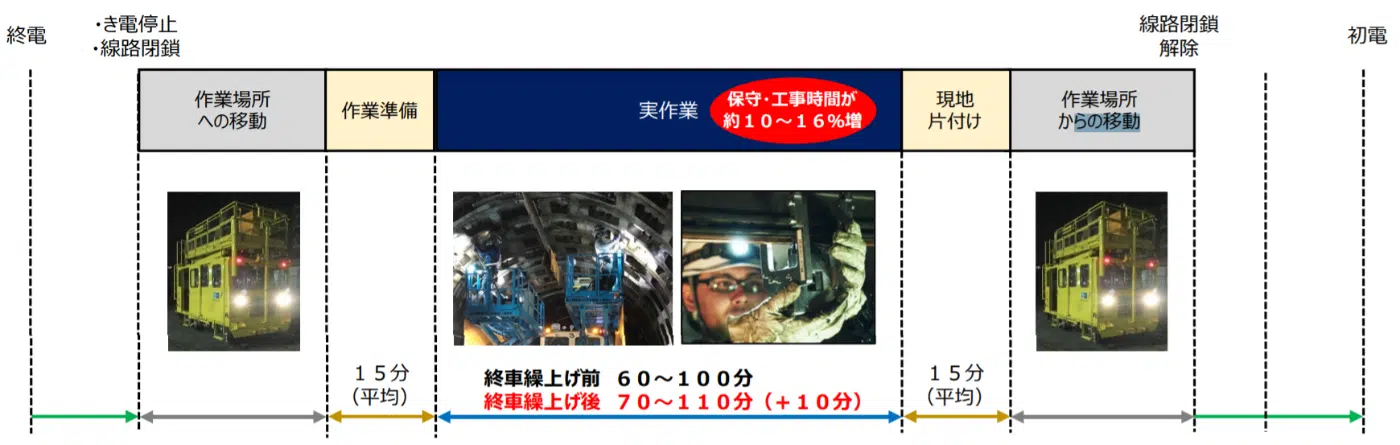 終電
・き電停止
・線路閉鎖
線路閉鎖
解除
初電
作業場所
への移動
作業準備
実作業
保守・工事時間が
約１０～１６％増
現地
片付け
作業場所
からの移動
１５分
（平均）
終車繰上げ前 ６０～１００分
終車繰上げ後 ７０～１１０分（＋１０分）
１５分
（平均）